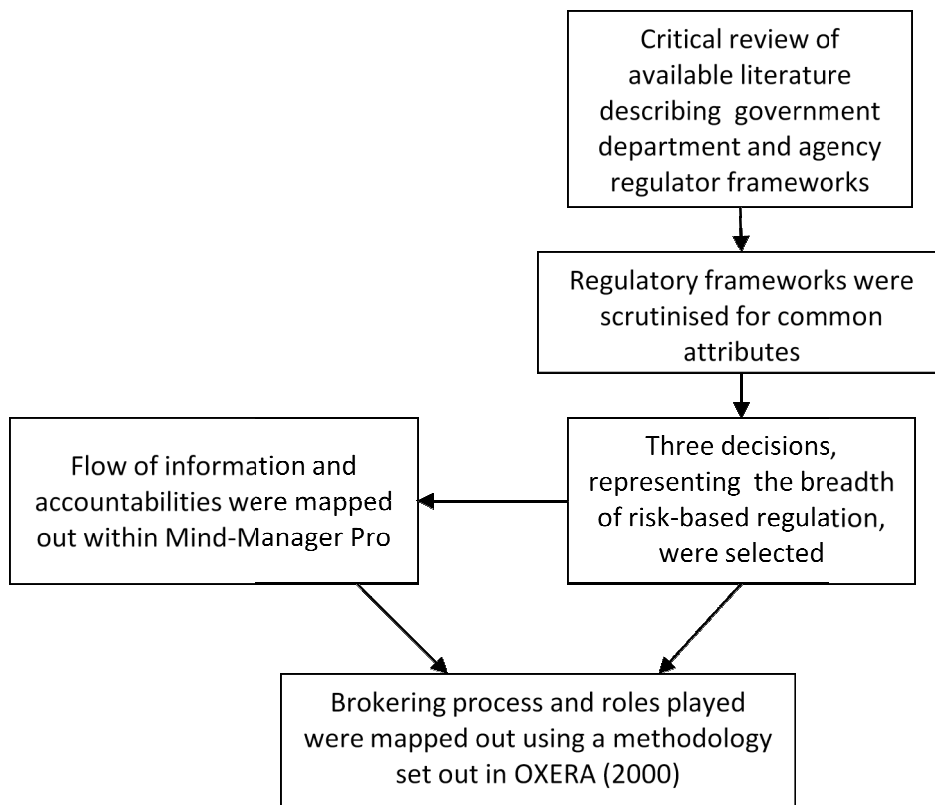 Critical review of
available literature
describing government
department and agency
regulator frameworks
Regulatory frameworks were
scrutinised for common
attributes
Three decisions,
representing the breadth
of risk-based regulation,
were selected
Flow of information and
accountabilities were mapped
out within Mind-Manager Pro
Brokering process and roles played
were mapped out using a methodology
set out in OXERA (2000)